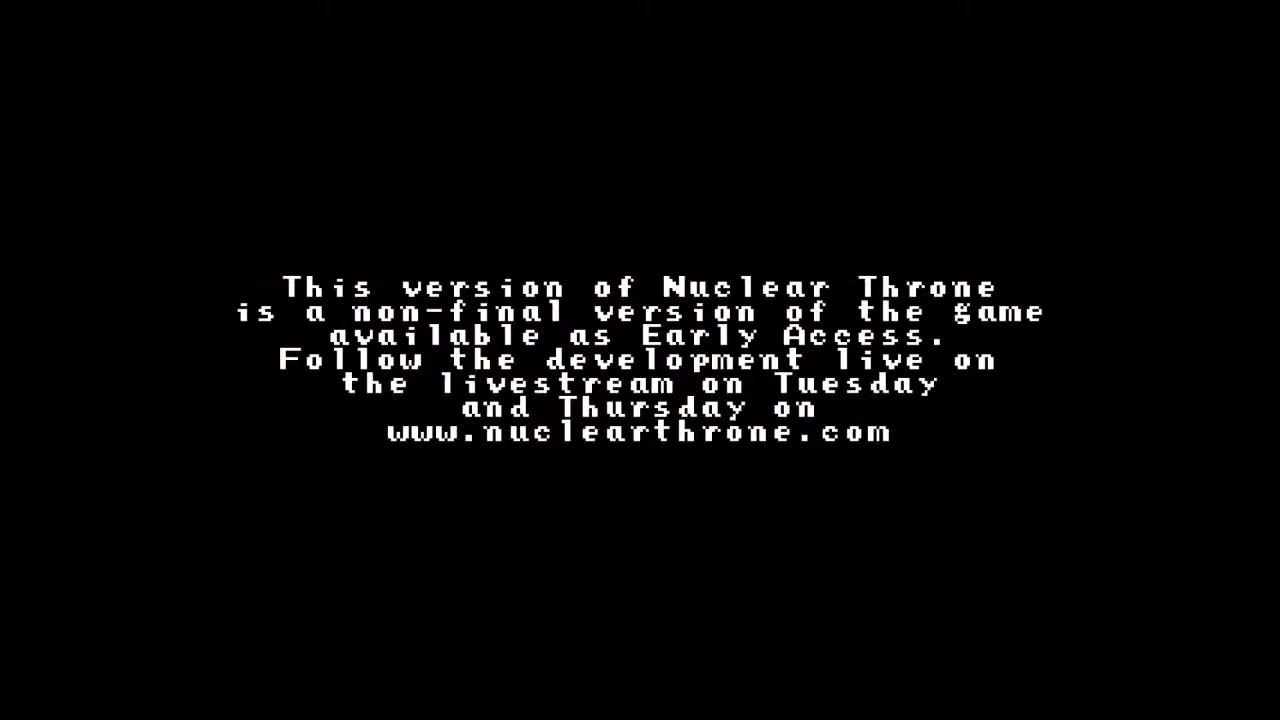 This version of Nuclear Throne
is a non-final version of the game
available as Early Access.
Follow the development live on
the livestream on Tuesday
and Thursday on
www.nuclearthrone.com